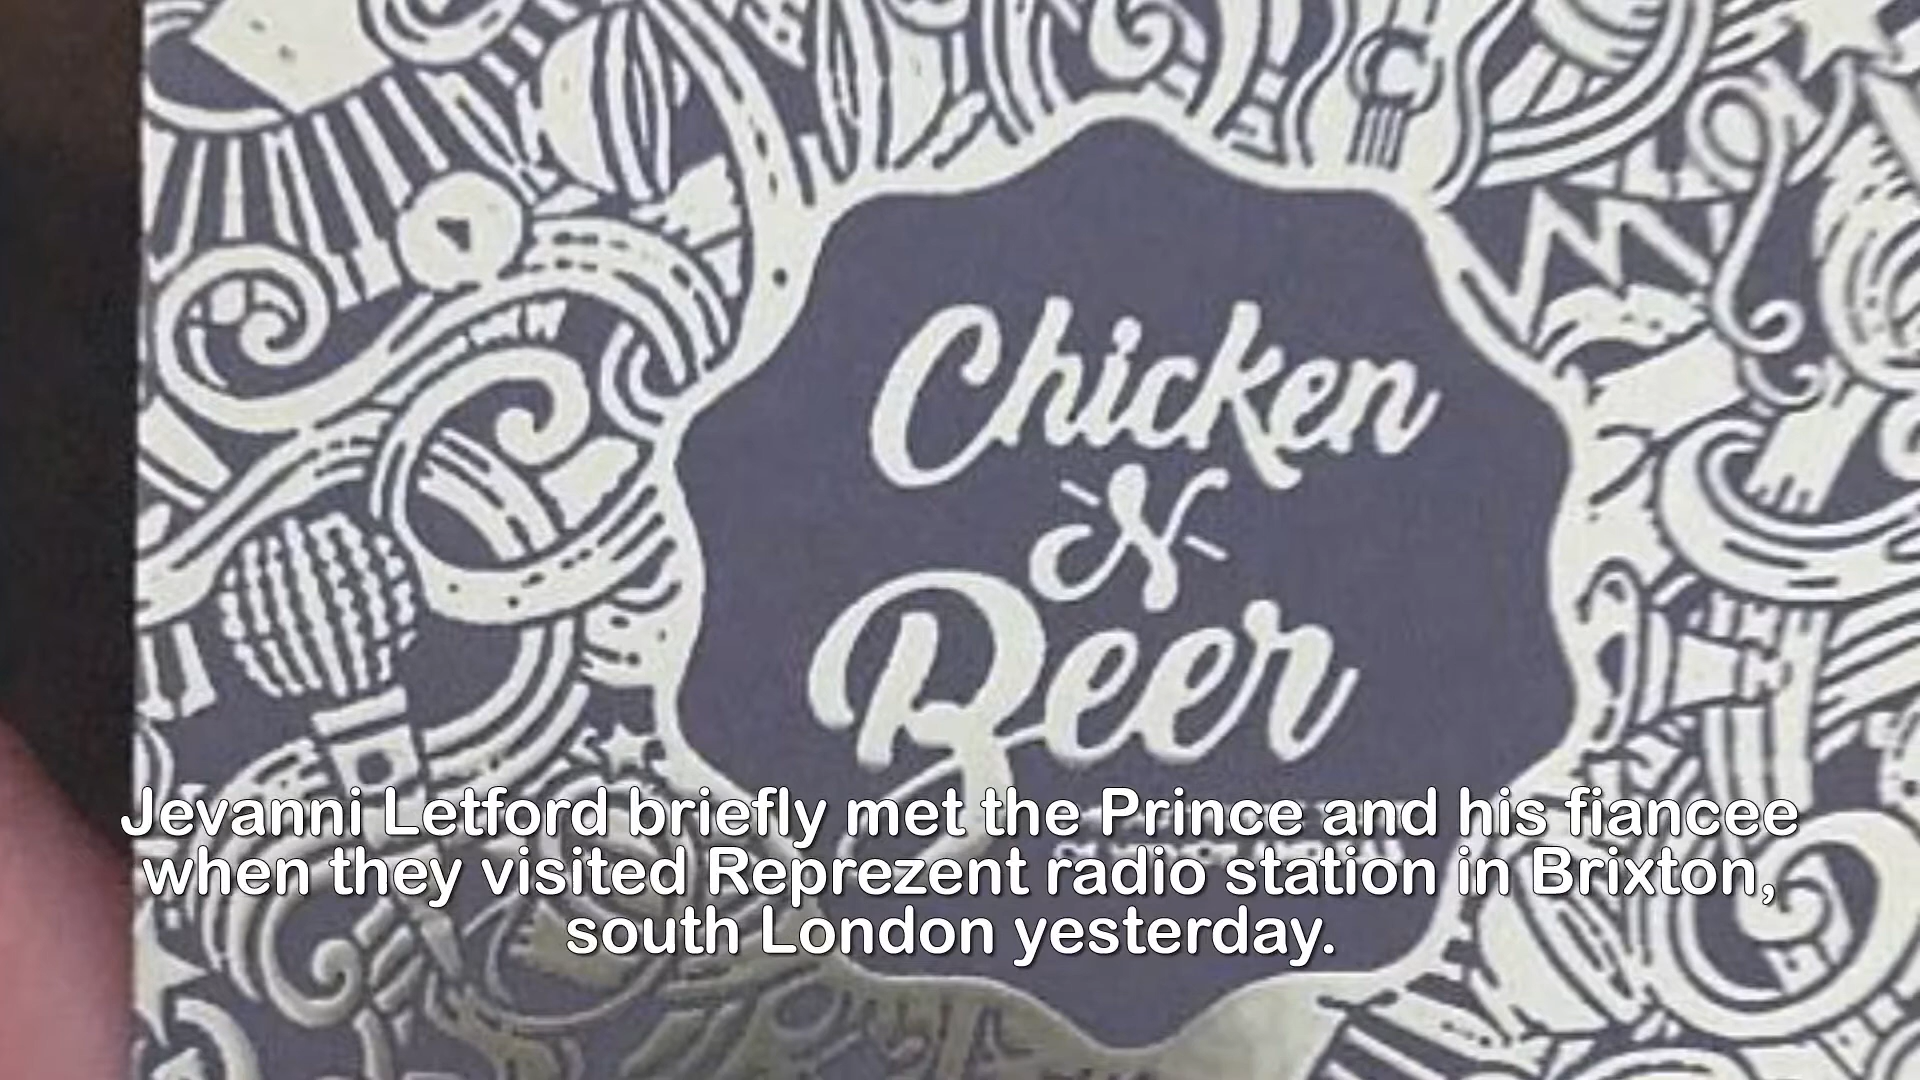 Chicken
N
Beer
Jevanni Letford briefly met the Prince and his fiancee
when they visited Reprezent radio station in Brixton,
south London yesterday.